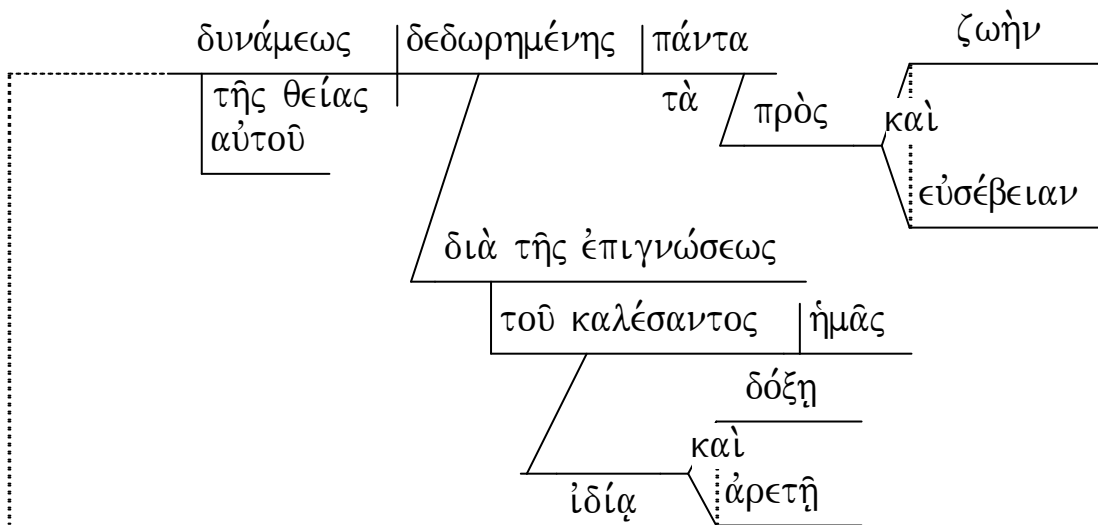 ζωὴν
δυνάμεως δεδωρημένης πάντα
τῆς θείας τὰ πρὸς καὶ
αὐτοῦ
εὐσέβειαν
διὰ τῆς ἐπιγνώσεως
τοῦ καλέσαντος ἡμᾶς
δόξῃ
καὶ
ἰδίᾳ ἀρετῇ